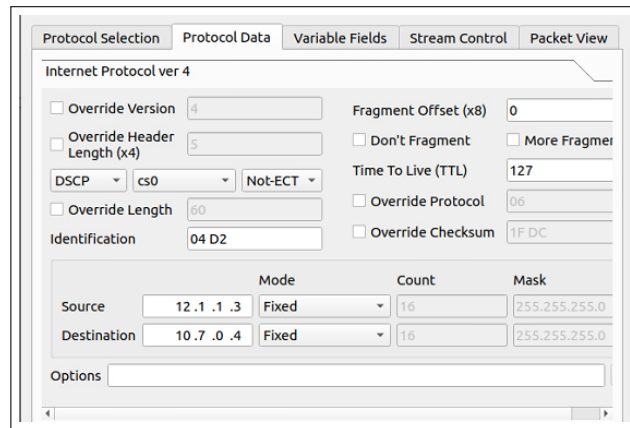 Protocol Selection Protocol Data Variable Fields Stream Control Packet View
Internet Protocol ver 4
Override Version 4
Override Header Length (x4) 5
DSCP cs0 Not-ECT
Override Length 60
Identification 04 D2
Fragment Offset (x8) 0
Don't Fragment More Fragmen
Time To Live (TTL) 127
Override Protocol 06
Override Checksum 1F DC
Mode Count Mask
Source 12 .1 .1 .3 Fixed 16 255.255.255.0
Destination 10 .7 .0 .4 Fixed 16 255.255.255.0
Options